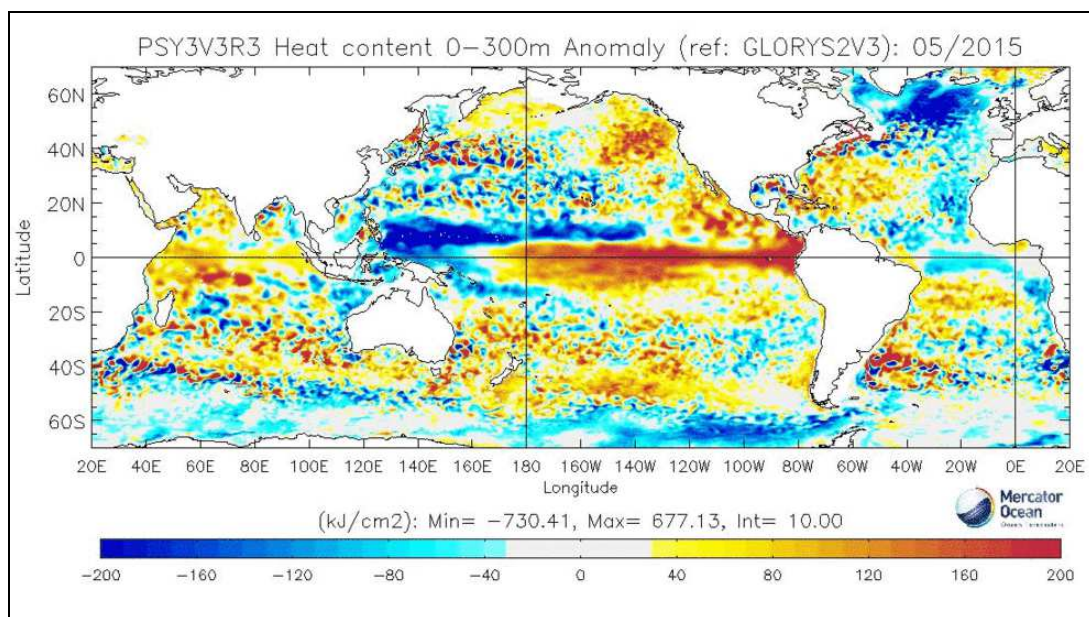 PSY3V3R3 Heat content 0-300m Anomaly (ref: GLORYS2V3): 05/2015
60N
40N
20N
0
20S
40S
60S
Latitude
20E 40E 60E 80E 100E 120E 140E 160E 180 160W 140W 120W 100W 80W 60W 40W 20W 0E 20E
Longitude
(kJ/cm2): Min= -730.41, Max= 677.13, Int= 10.00
Mercator
Ocean
Ocean Forecasters
-200 -160 -120 -80 -40 0 40 80 120 160 200